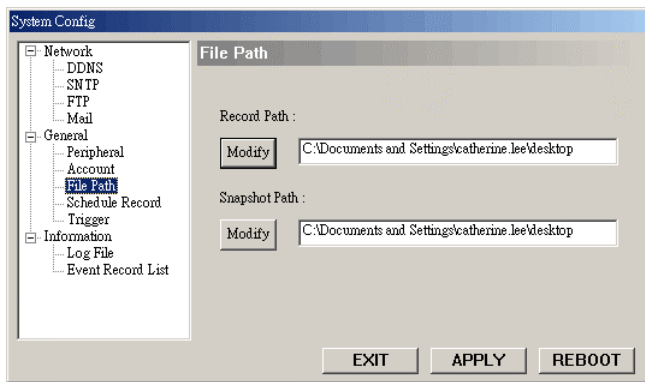 System Config
Network
DDNS
SNTP
FTP
Mail
General
Peripheral
Account
File Path
Schedule Record
Trigger
Information
Log File
Event Record List
File Path
Record Path :
Modify C:\Documents and Settings\catherine.lee\desktop
Snapshot Path :
Modify C:\Documents and Settings\catherine.lee\desktop
EXIT APPLY REBOOT